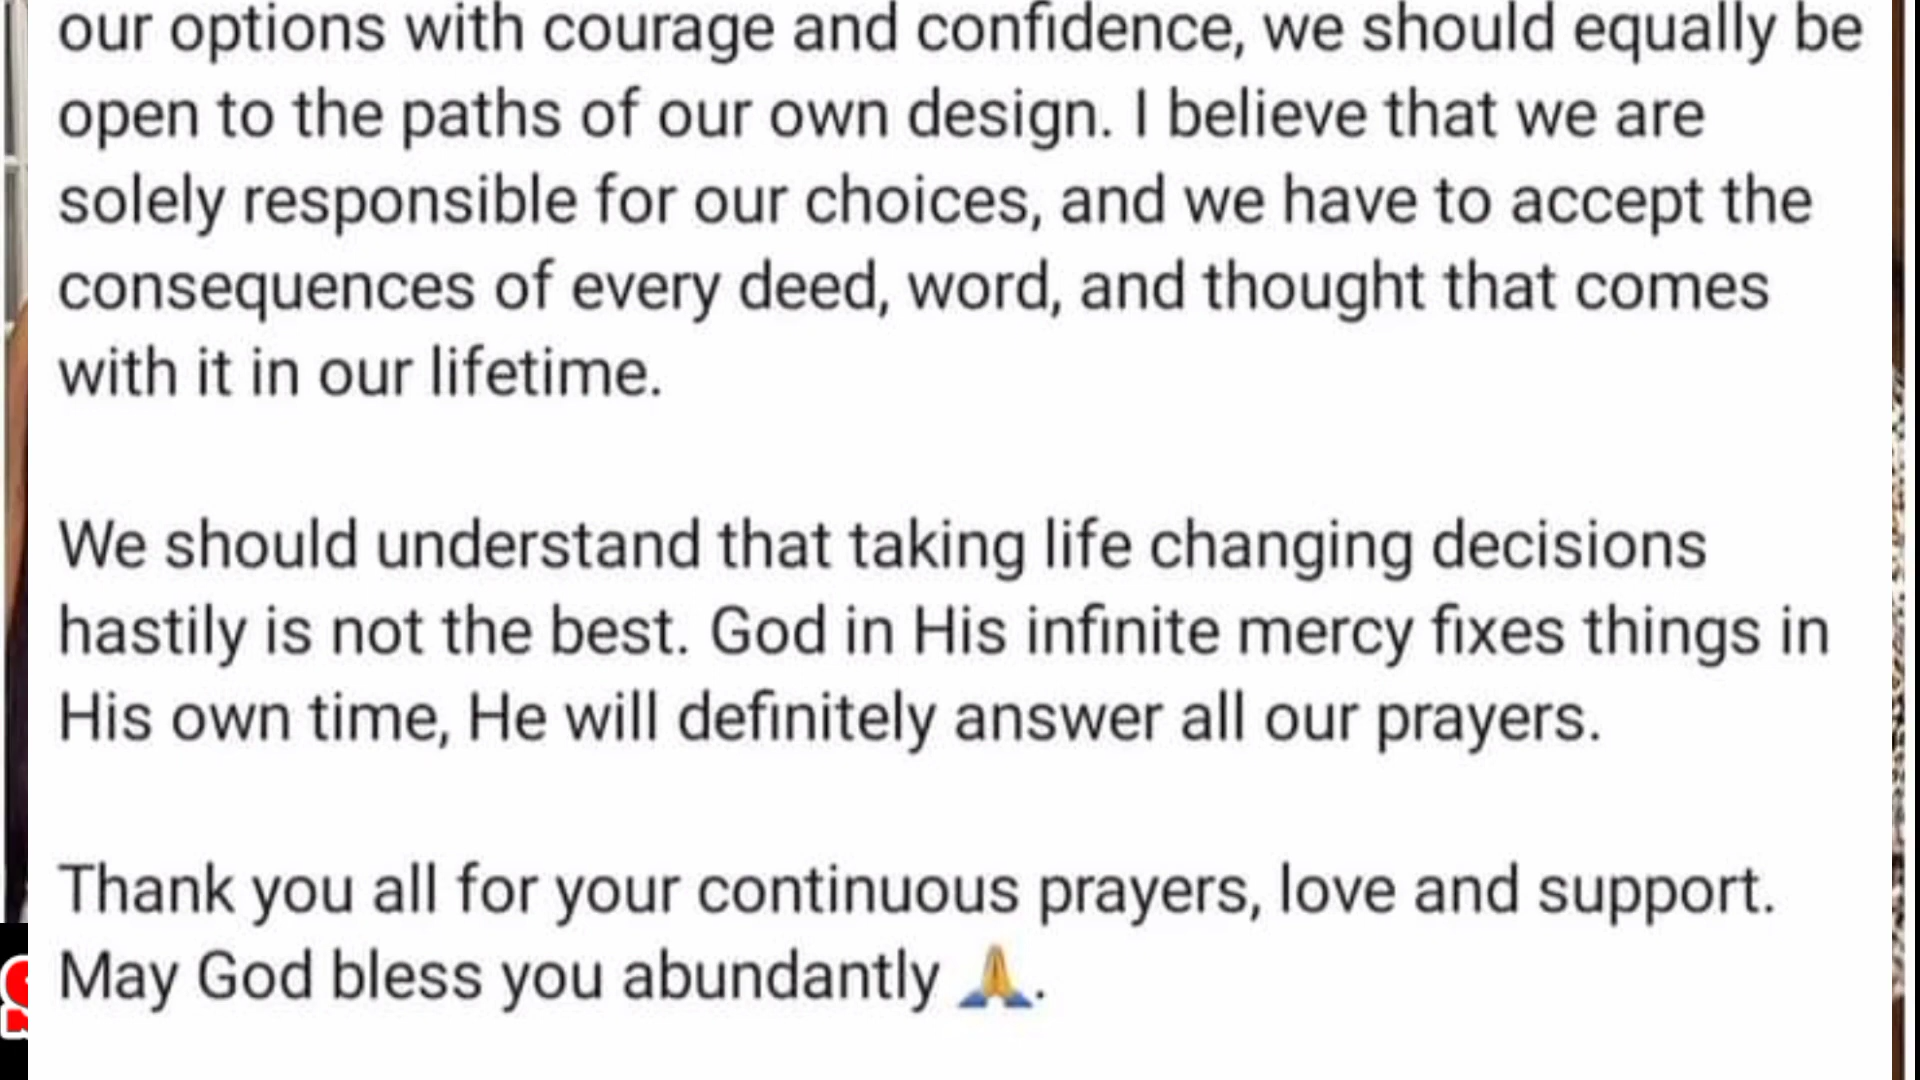 our options with courage and confidence, we should equally be
open to the paths of our own design. I believe that we are
solely responsible for our choices, and we have to accept the
consequences of every deed, word, and thought that comes
with it in our lifetime.
We should understand that taking life changing decisions
hastily is not the best. God in His infinite mercy fixes things in
His own time, He will definitely answer all our prayers.
Thank you all for your continuous prayers, love and support.
May God bless you abundantly 🙏.